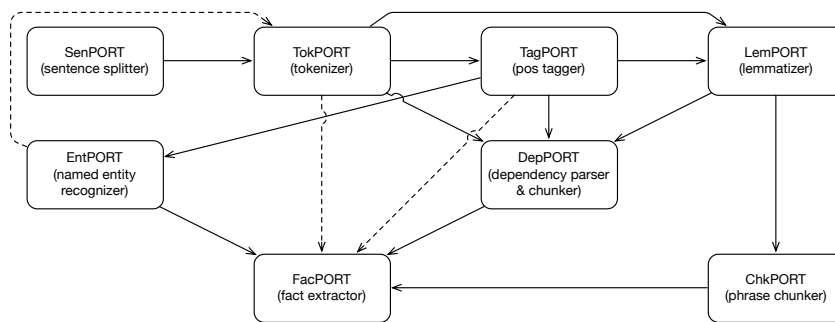 SenPORT
(sentence splitter)
TokPORT
(tokenizer)
TagPORT
(pos tagger)
LemPORT
(lemmatizer)
EntPORT
(named entity
recognizer)
DepPORT
(dependency parser
& chunker)
FacPORT
(fact extractor)
ChkPORT
(phrase chunker)